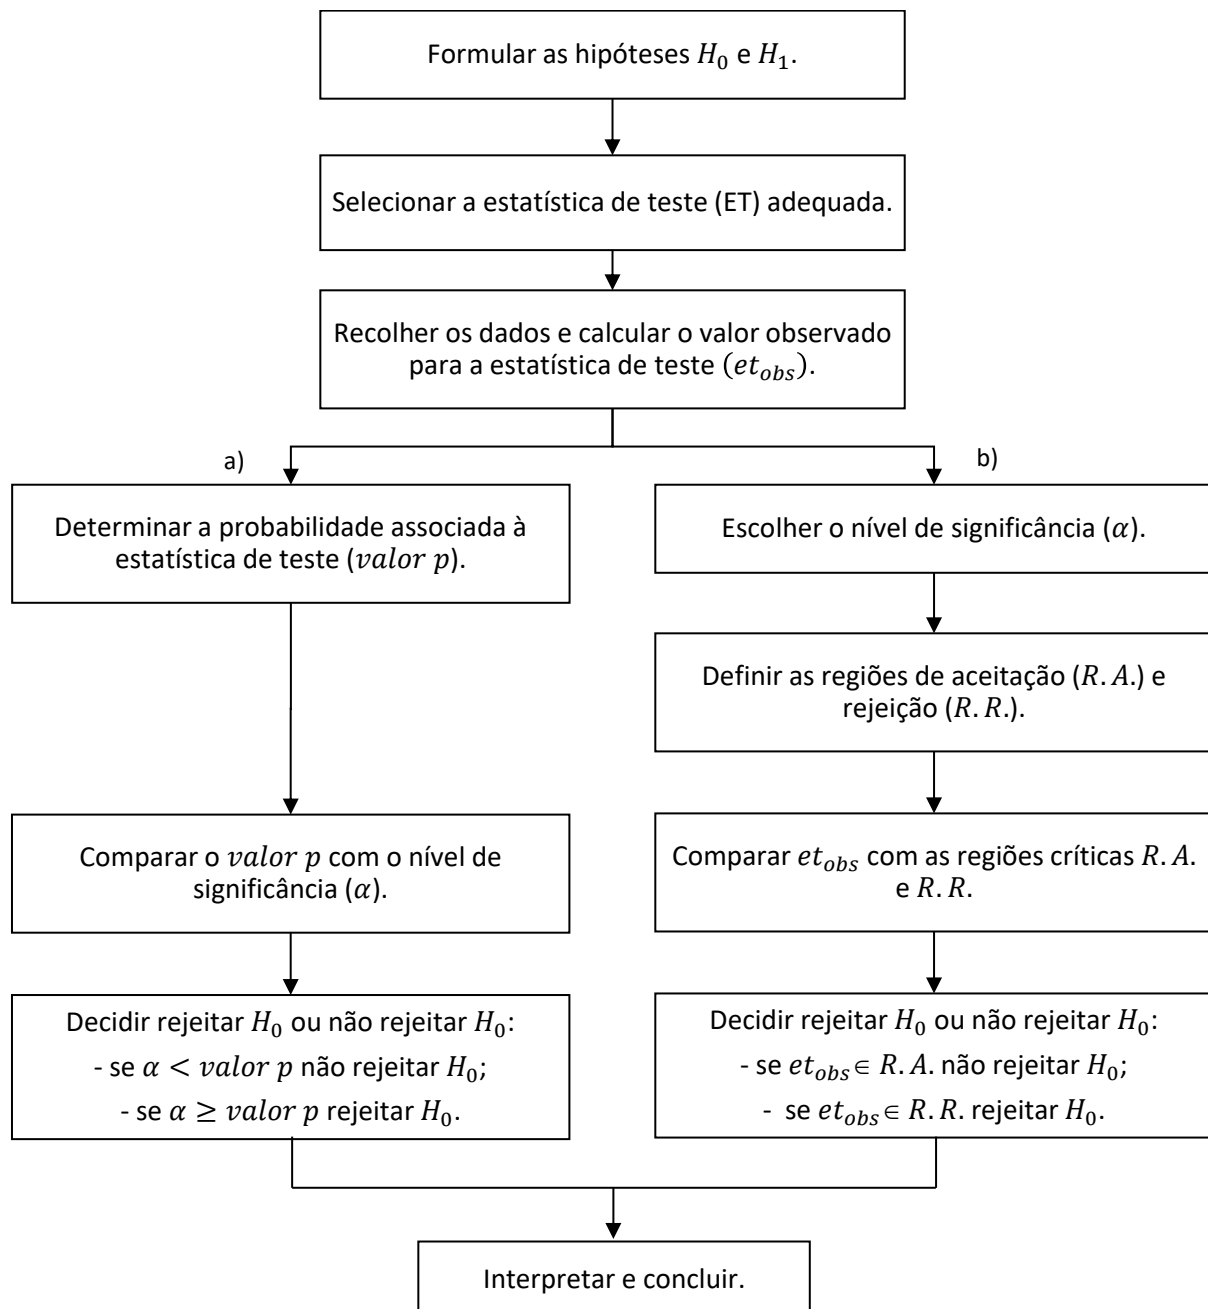 Formular as hipóteses H₀ e H₁.
Selecionar a estatística de teste (ET) adequada.
Recolher os dados e calcular o valor observado
para a estatística de teste (et_obs).
a)
Determinar a probabilidade associada à
estatística de teste (valor p).
Comparar o valor p com o nível de
significância (α).
Decidir rejeitar H₀ ou não rejeitar H₀:
- se α < valor p não rejeitar H₀;
- se α ≥ valor p rejeitar H₀.
b)
Escolher o nível de significância (α).
Definir as regiões de aceitação (R. A.) e
rejeição (R. R.).
Comparar et_obs com as regiões críticas R. A.
e R. R.
Decidir rejeitar H₀ ou não rejeitar H₀:
- se et_obs ∈ R. A. não rejeitar H₀;
- se et_obs ∈ R. R. rejeitar H₀.
Interpretar e concluir.